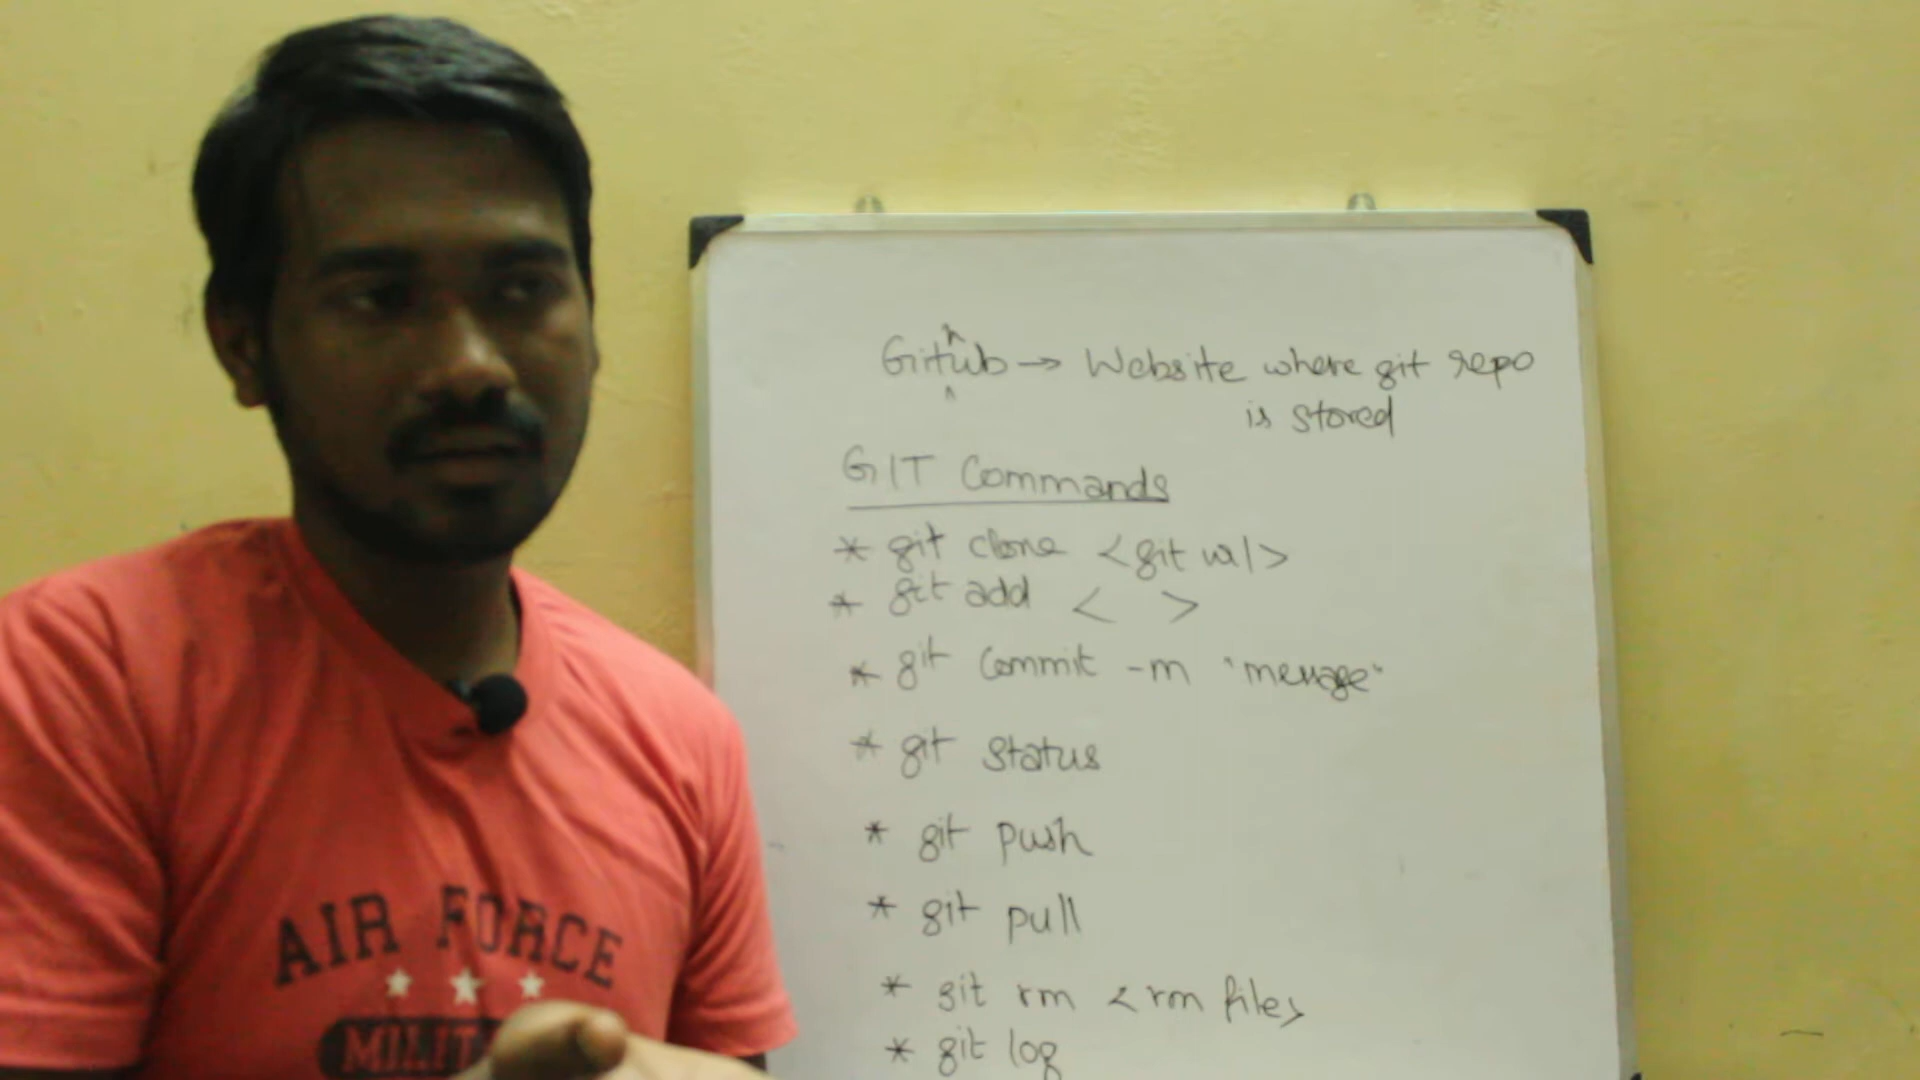 Github → Website where git repo
is stored
GIT Commands
* git clone <git url>
* git add < >
* git commit -m "message"
* git status
* git push
* git pull
* git rm <rm files>
* git log
AIR FORCE